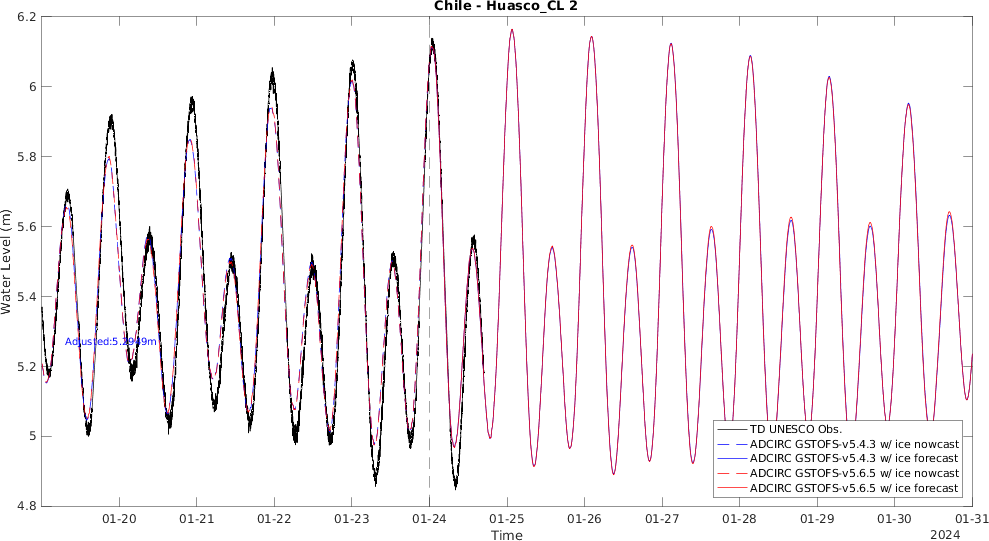 Chile - Huasco_CL 2
6.2
6
5.8
5.6
5.4
5.2
5
4.8
Water Level (m)
01-20
01-21
01-22
01-23
01-24
01-25
01-26
01-27
01-28
01-29
01-30
01-31
Time
2024
TD UNESCO Obs.
ADCIRC GSTOFS-v5.4.3 w/ ice nowcast
ADCIRC GSTOFS-v5.4.3 w/ ice forecast
ADCIRC GSTOFS-v5.6.5 w/ ice nowcast
ADCIRC GSTOFS-v5.6.5 w/ ice forecast